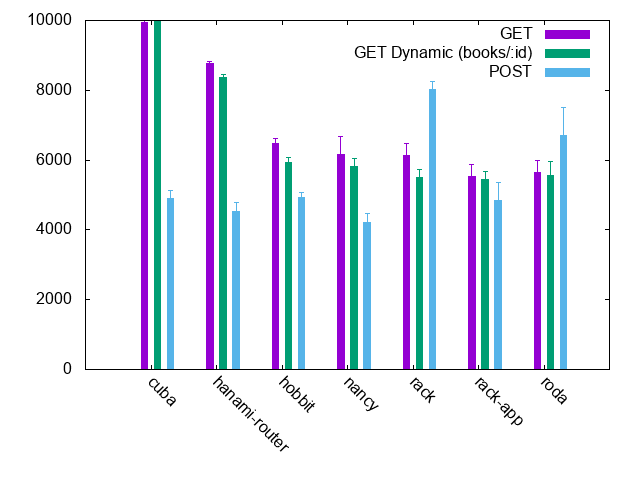 10000
8000
6000
4000
2000
0
GET
GET Dynamic (books/:id)
POST
cuba
hanami-router
hobbit
nancy
rack
rack-app
roda